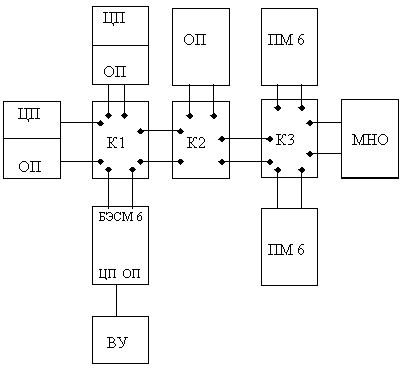 ЦП
ОП
ОП
ПМ 6
ЦП
ОП
К1
К2
К3
МНО
БЭСМ 6
ЦП ОП
ПМ 6
ВУ